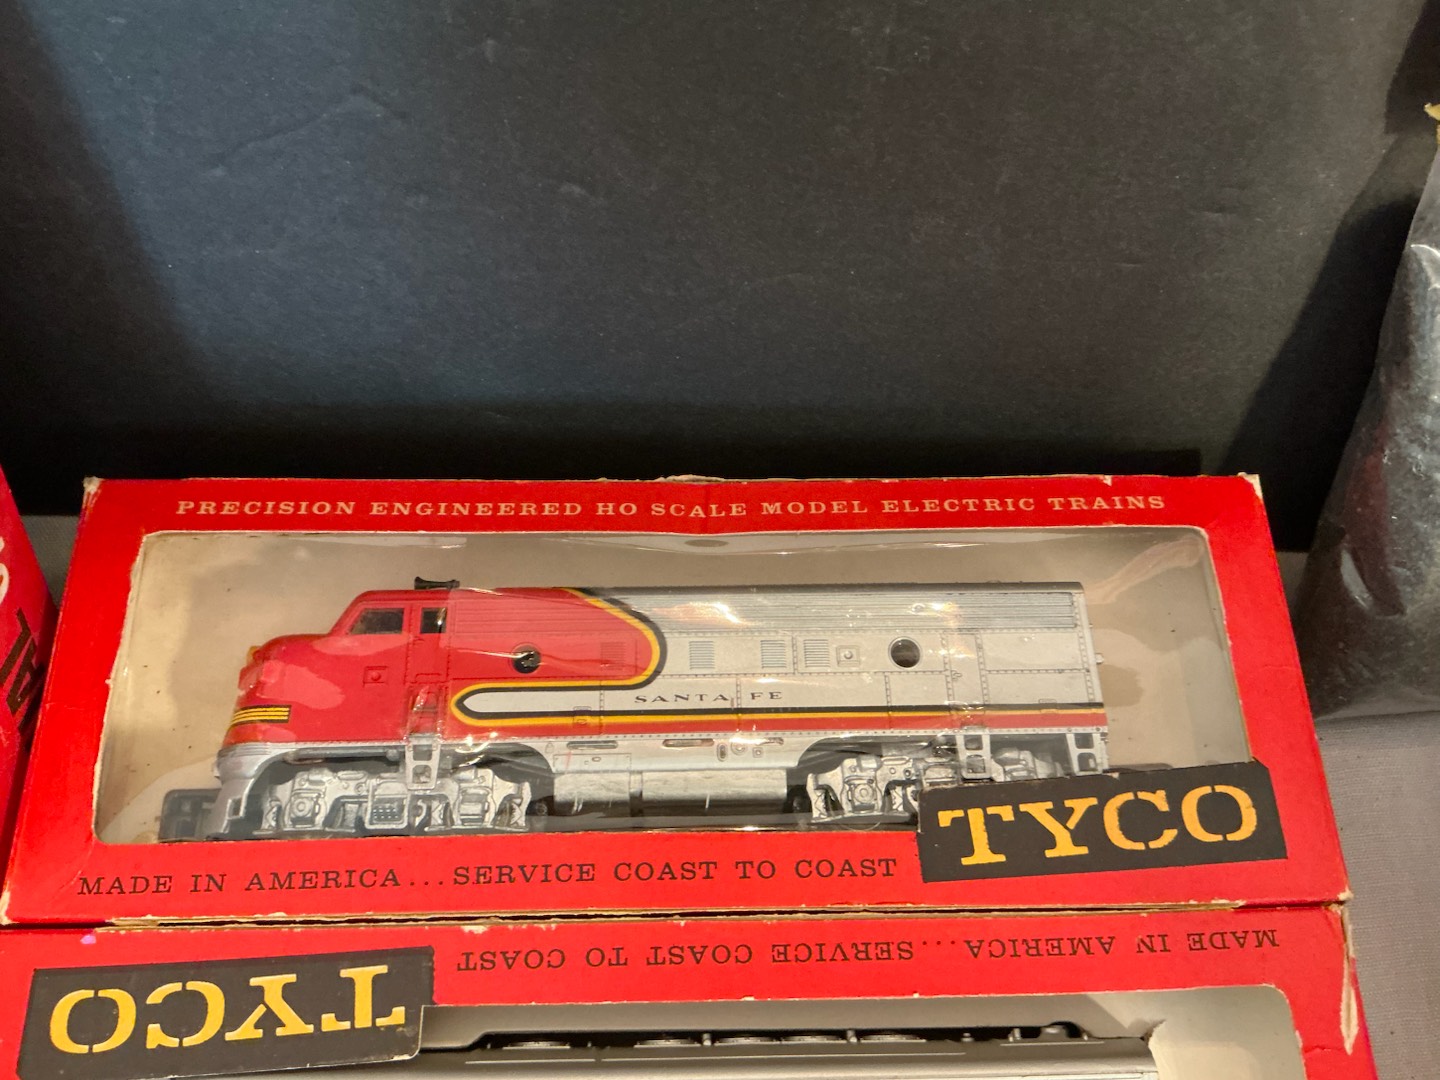 PRECISION ENGINEERED HO SCALE MODEL ELECTRIC TRAINS
SANTA FE
TYCO
MADE IN AMERICA...SERVICE COAST TO COAST
MADE IN AMERICA...SERVICE COAST TO COAST
TYCO